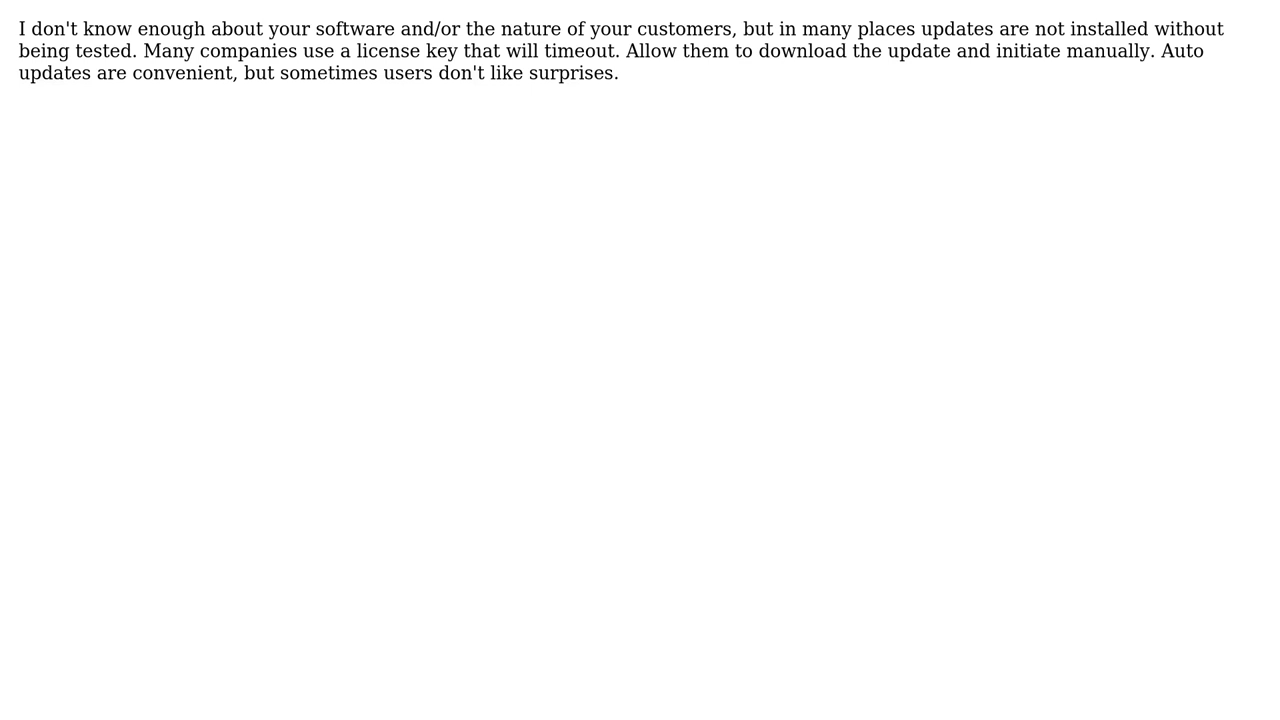 I don't know enough about your software and/or the nature of your customers, but in many places updates are not installed without
being tested. Many companies use a license key that will timeout. Allow them to download the update and initiate manually. Auto
updates are convenient, but sometimes users don't like surprises.